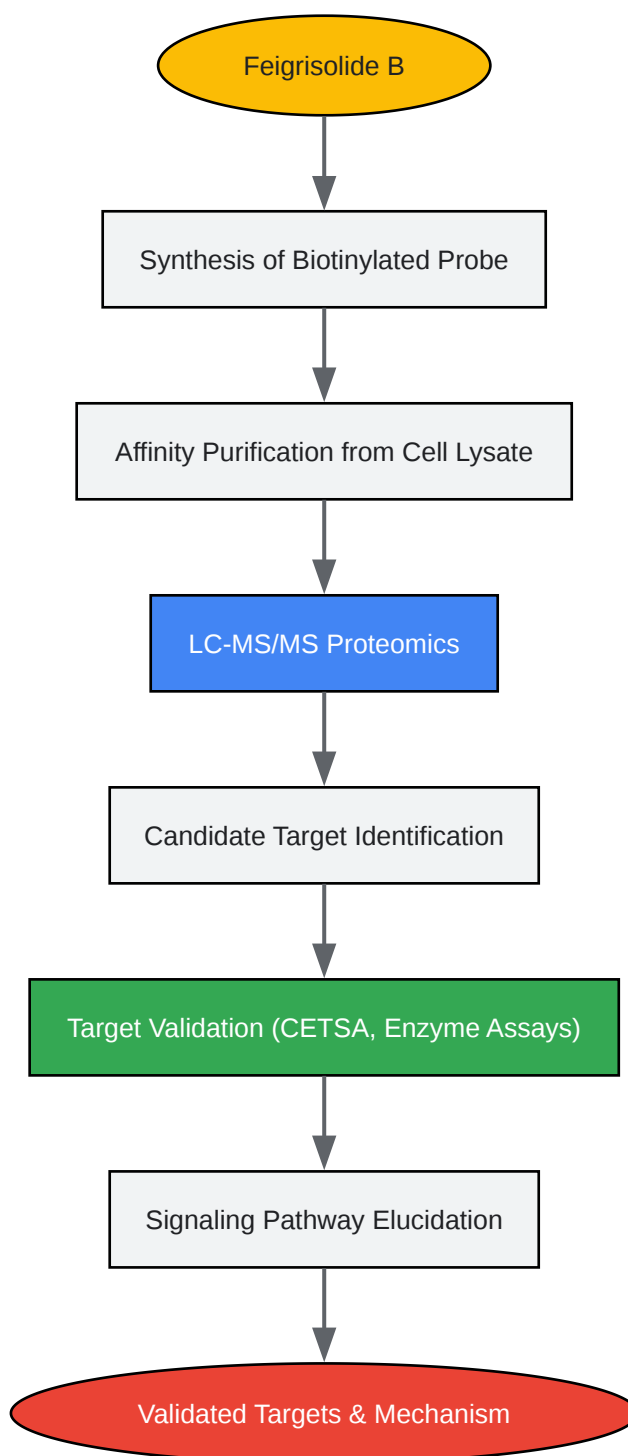 Feigrisolide B
Synthesis of Biotinylated Probe
Affinity Purification from Cell Lysate
LC-MS/MS Proteomics
Candidate Target Identification
Target Validation (CETSA, Enzyme Assays)
Signaling Pathway Elucidation
Validated Targets & Mechanism